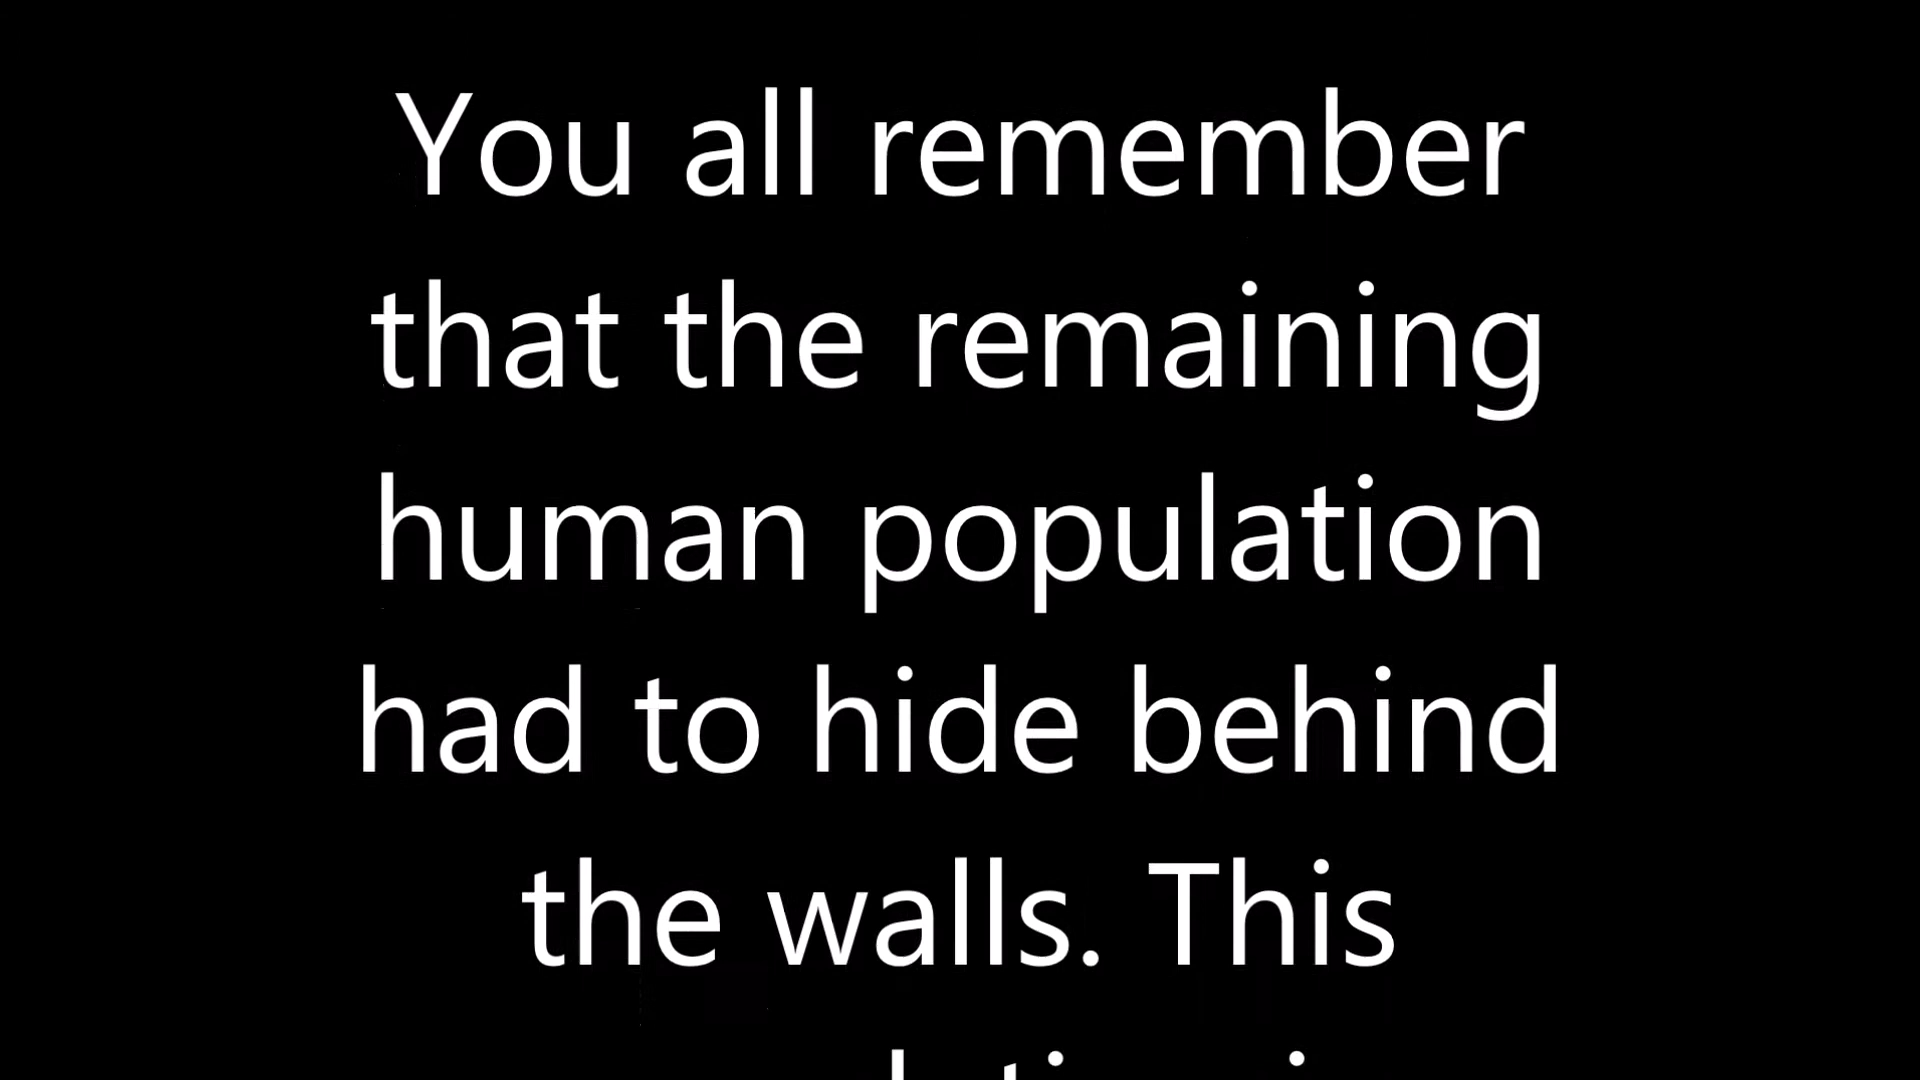 You all remember
that the remaining
human population
had to hide behind
the walls. This